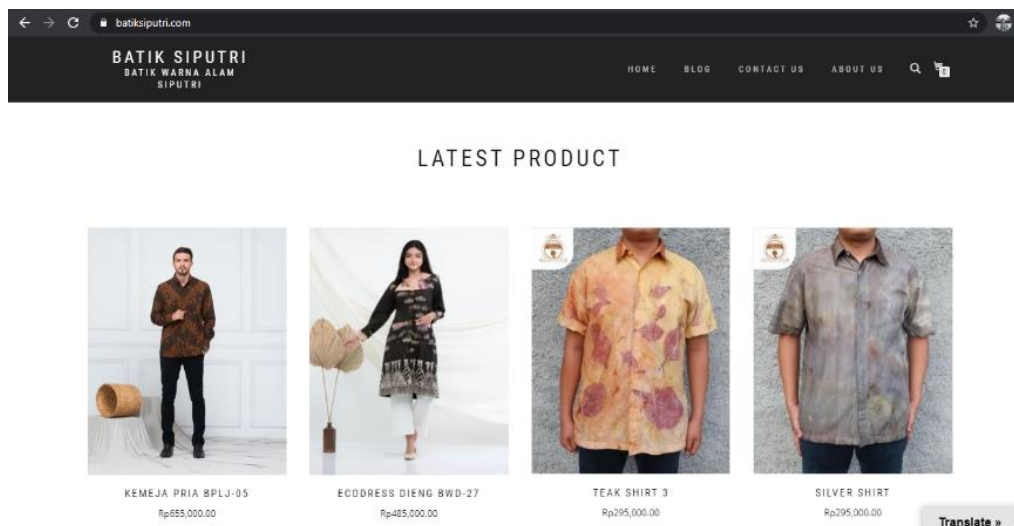 batiksiputri.com
BATIK SIPUTRI
BATIK WARNA ALAM
SIPUTRI
HOME BLOG CONTACT US ABOUT US 0
LATEST PRODUCT
KEMEJA PRIA BPLJ-05 ECODRESS DIENG BWD-27 TEAK SHIRT 3 SILVER SHIRT
Rp655,000.00 Rp485,000.00 Rp295,000.00 Rp295,000.00
Translate »